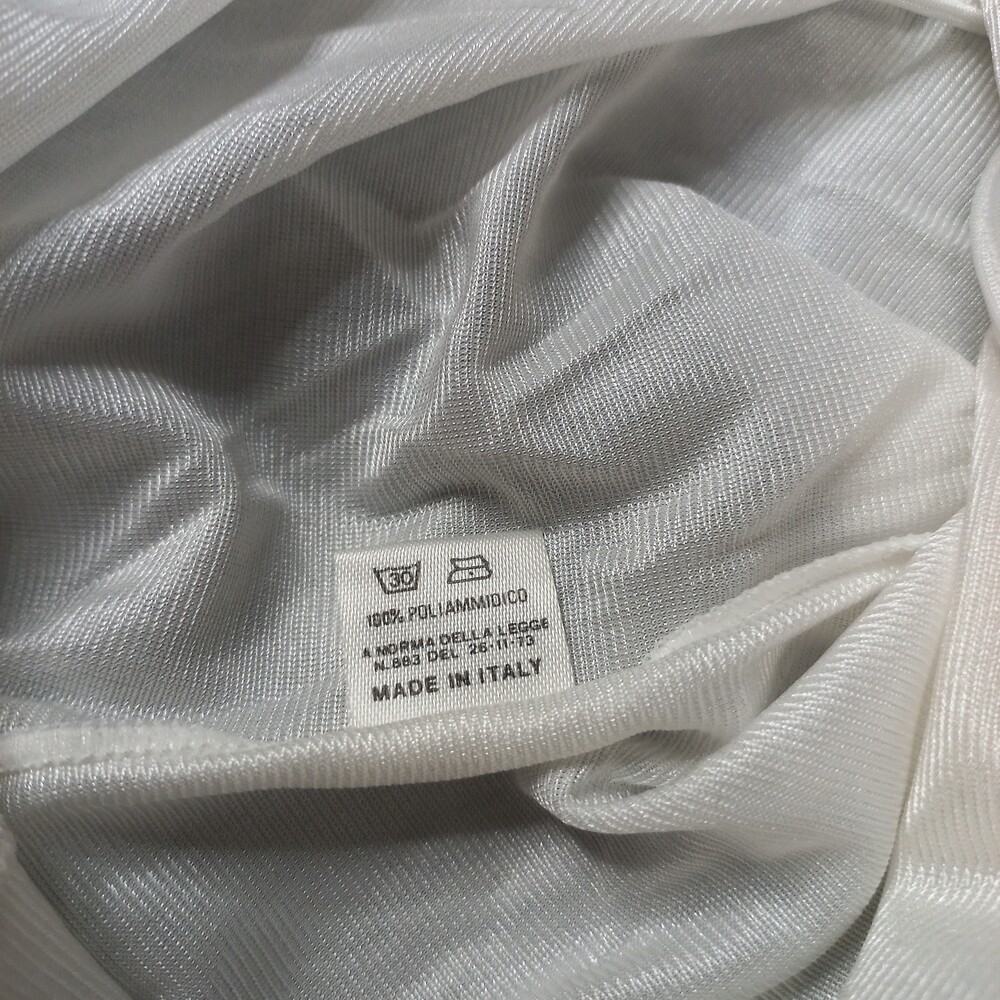 30
100% POLIAMMIDICO
A NORMA DELLA LEGGE
N.883 DEL 26-11-73
MADE IN ITALY